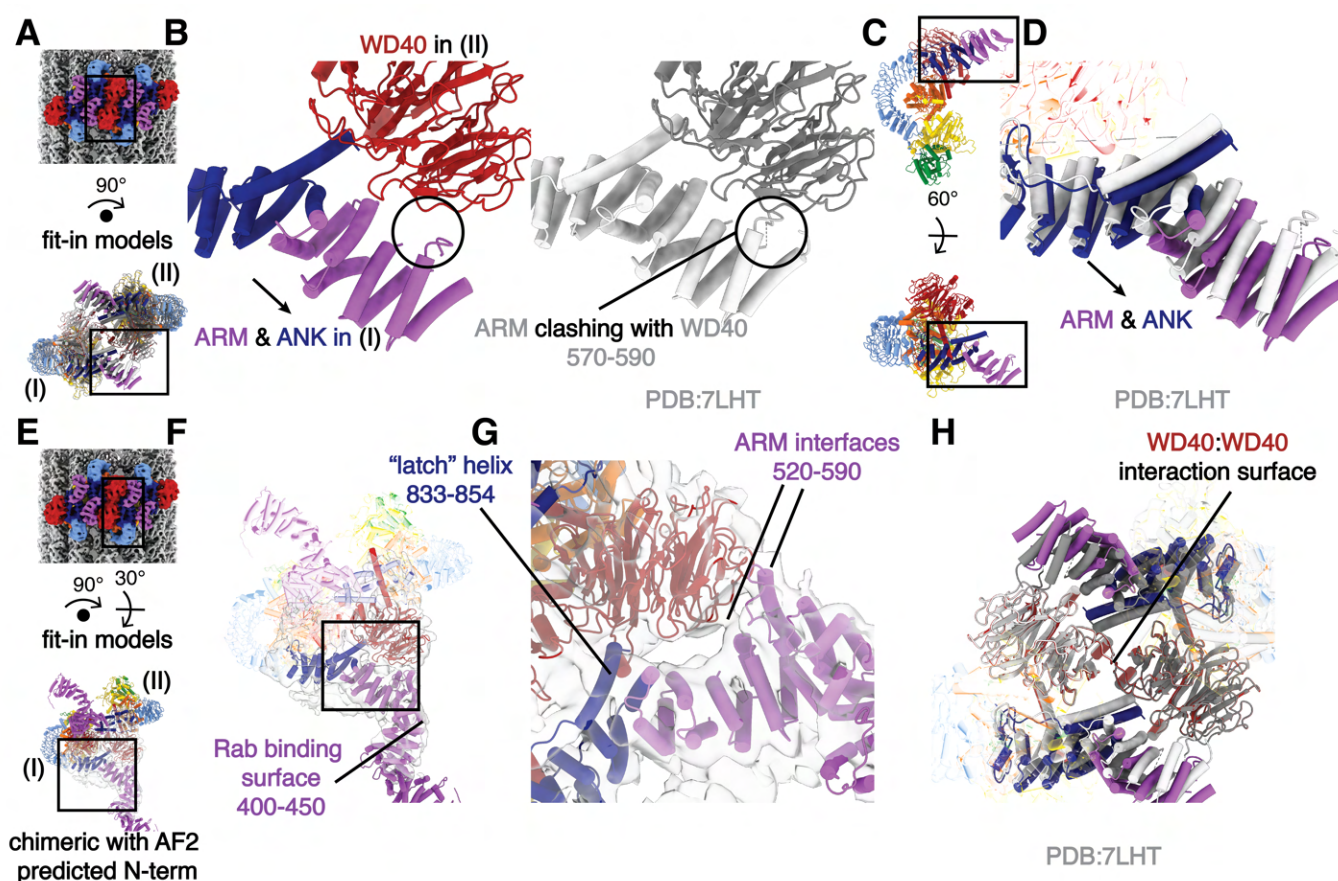 A
B
WD40 in (II)
C
D
90°
fit-in models
(II)
(I)
ARM & ANK in (I)
ARM clashing with WD40
570-590
PDB:7LHT
60°
ARM & ANK
PDB:7LHT
E
F
G
H
90° 30°
fit-in models
(II)
(I)
chimeric with AF2
predicted N-term
"latch" helix
833-854
Rab binding
surface
400-450
ARM interfaces
520-590
WD40:WD40
interaction surface
PDB:7LHT